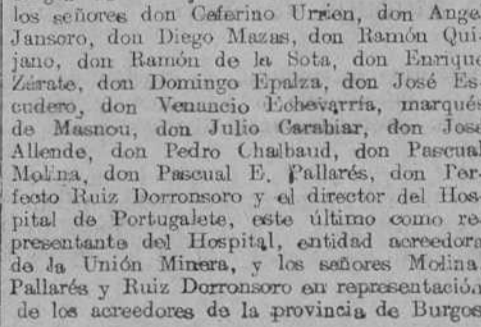 los señores don Ceferino Urrien, don Ange
Jansoro, don Diego Mazas, don Ramón Qui-
jano, don Ramón de la Sota, don Enrique
Zárate, don Domingo Epalza, don José Es-
cudero, don Venancio Echevarría, marqués
de Masnou, don Julio Carabiar, don José
Allende, don Pedro Chalbaud, don Pascual
Molina, don Pascual E. Pallarés, don Per-
fecto Ruiz Dorronsoro y el director del Hos-
pital de Portugalete, este último como re-
presentante del Hospital, entidad acreedora
de la Unión Minera, y los señores Molina
Pallarés y Ruiz Dorronsoro en representación
de los acreedores de la provincia de Burgos